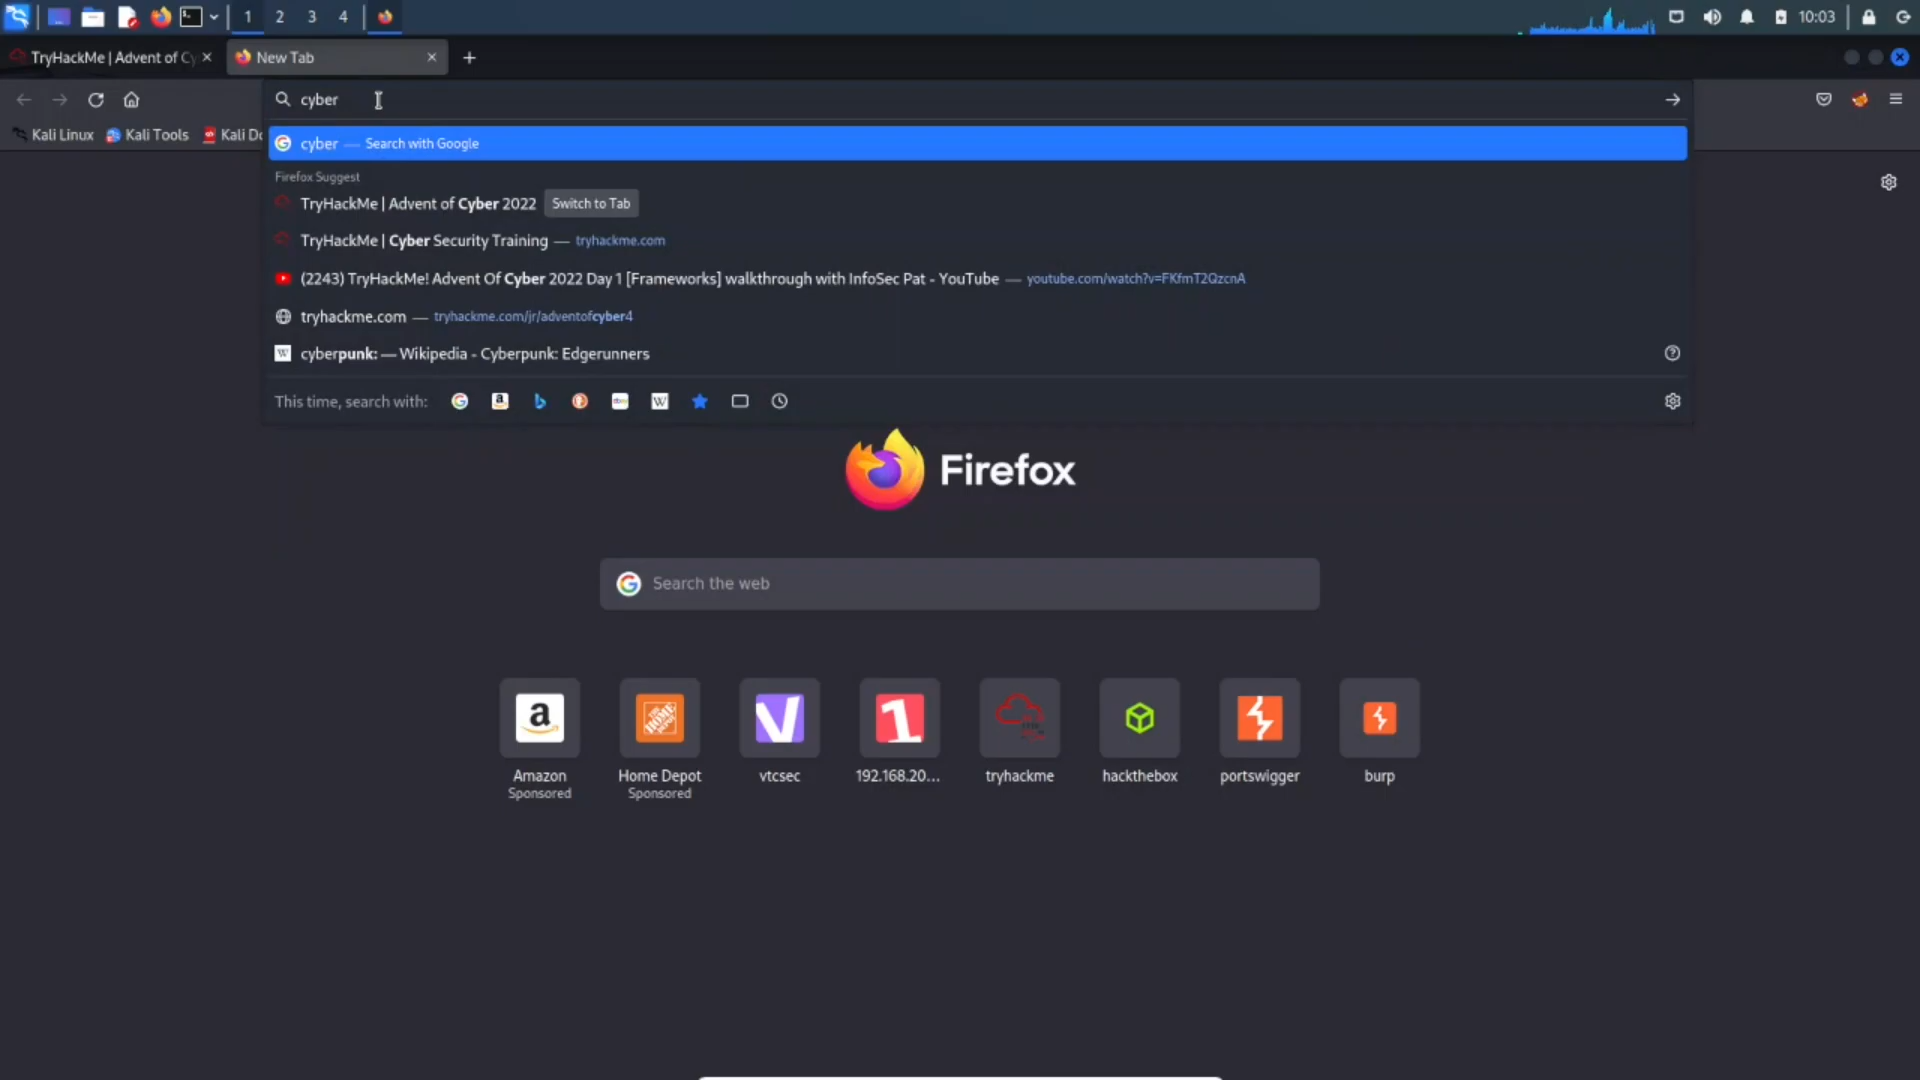 1 2 3 4 10:03
TryHackMe | Advent of Cy New Tab
cyber
Kali Linux Kali Tools Kali Do
cyber — Search with Google
Firefox Suggest
TryHackMe | Advent of Cyber 2022 Switch to Tab
TryHackMe | Cyber Security Training — tryhackme.com
(2243) TryHackMe! Advent Of Cyber 2022 Day 1 [Frameworks] walkthrough with InfoSec Pat - YouTube — youtube.com/watch?v=FKfmT2QzcnA
tryhackme.com — tryhackme.com/jr/adventofcyber4
cyberpunk: — Wikipedia - Cyberpunk: Edgerunners
This time, search with:
Firefox
Search the web
Amazon Home Depot vtcsec 192.168.20... tryhackme hackthebox portswigger burp
Sponsored Sponsored